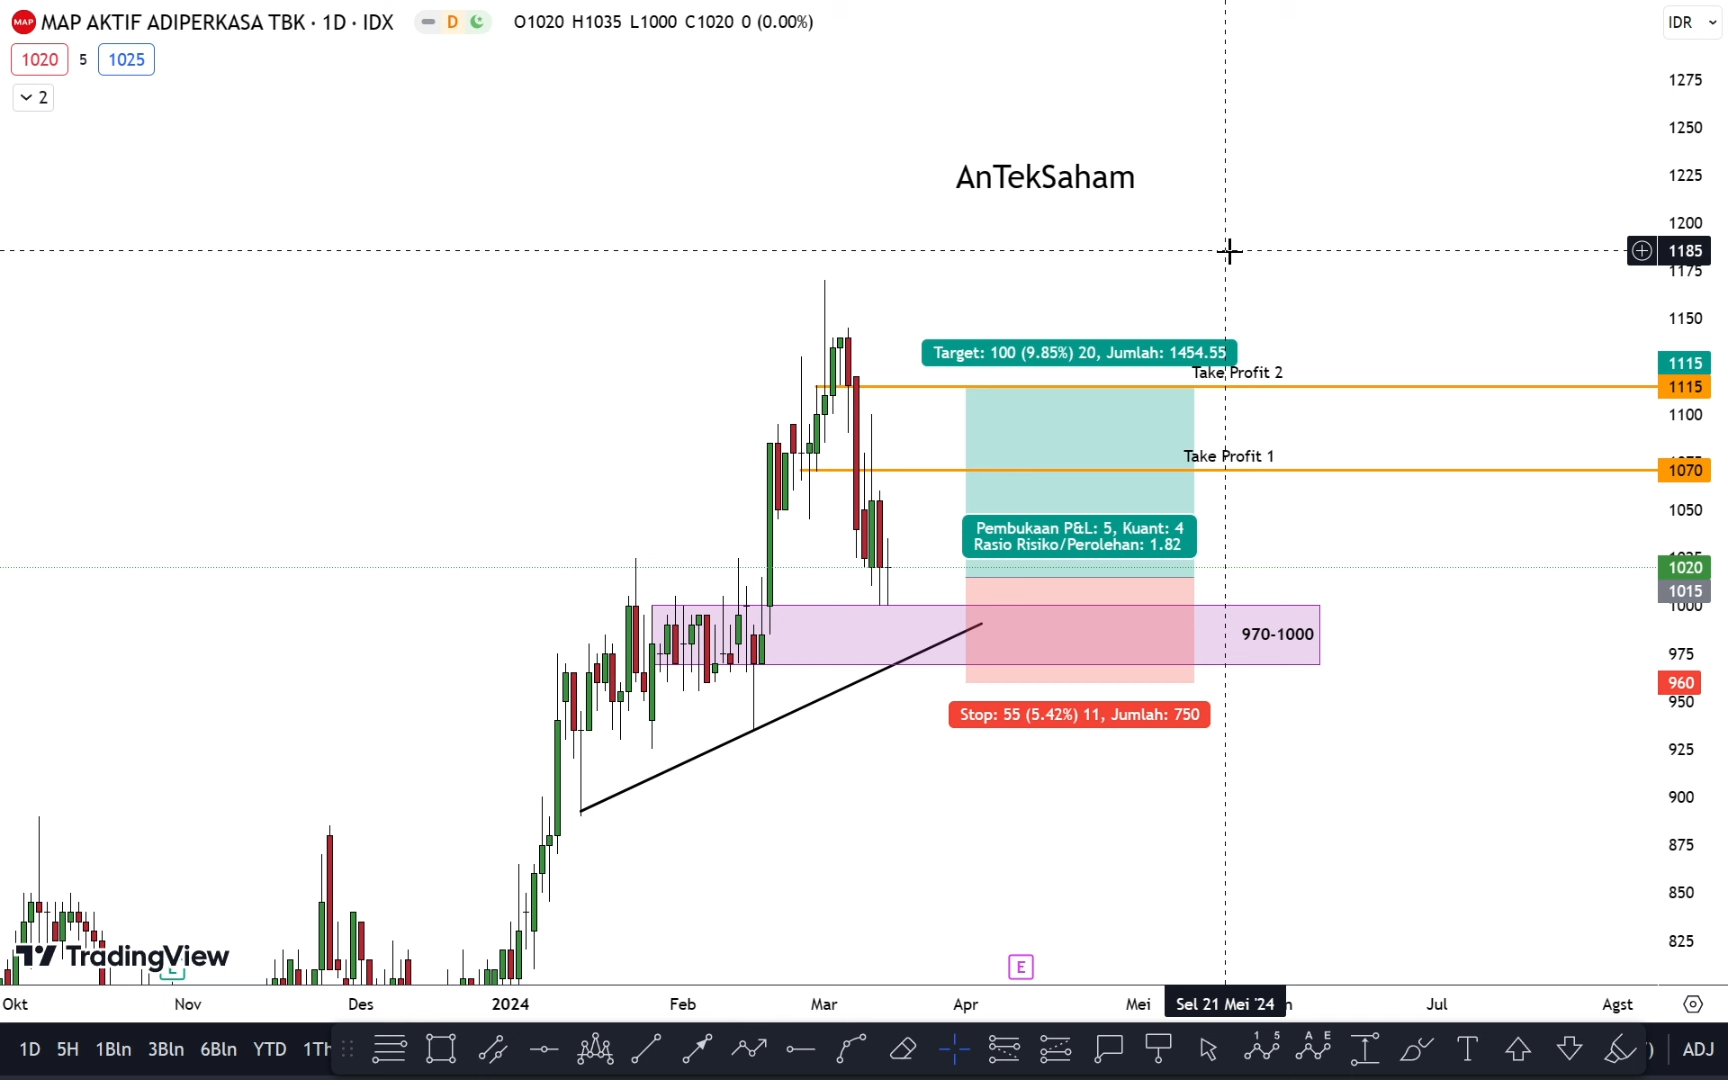 MAP MAP AKTIF ADIPERKASA TBK · 1D · IDX D O1020 H1035 L1000 C1020 0 (0.00%) IDR
1020 5 1025
2
1275
1250
AnTekSaham
1225
1200
1185
1175
1150
Target: 100 (9.85%) 20, Jumlah: 1454.55
1115
Take Profit 2
1115
1100
Take Profit 1
1070
1050
Pembukaan P&L: 5, Kuant: 4
Rasio Risiko/Perolehan: 1.82
1020
1015
1000
970-1000
975
960
950
Stop: 55 (5.42%) 11, Jumlah: 750
925
900
875
850
825
TradingView
E
Okt Nov Des 2024 Feb Mar Apr Mei Sel 21 Mei '24 Jul Agst
1D 5H 1Bln 3Bln 6Bln YTD 1Th ADJ